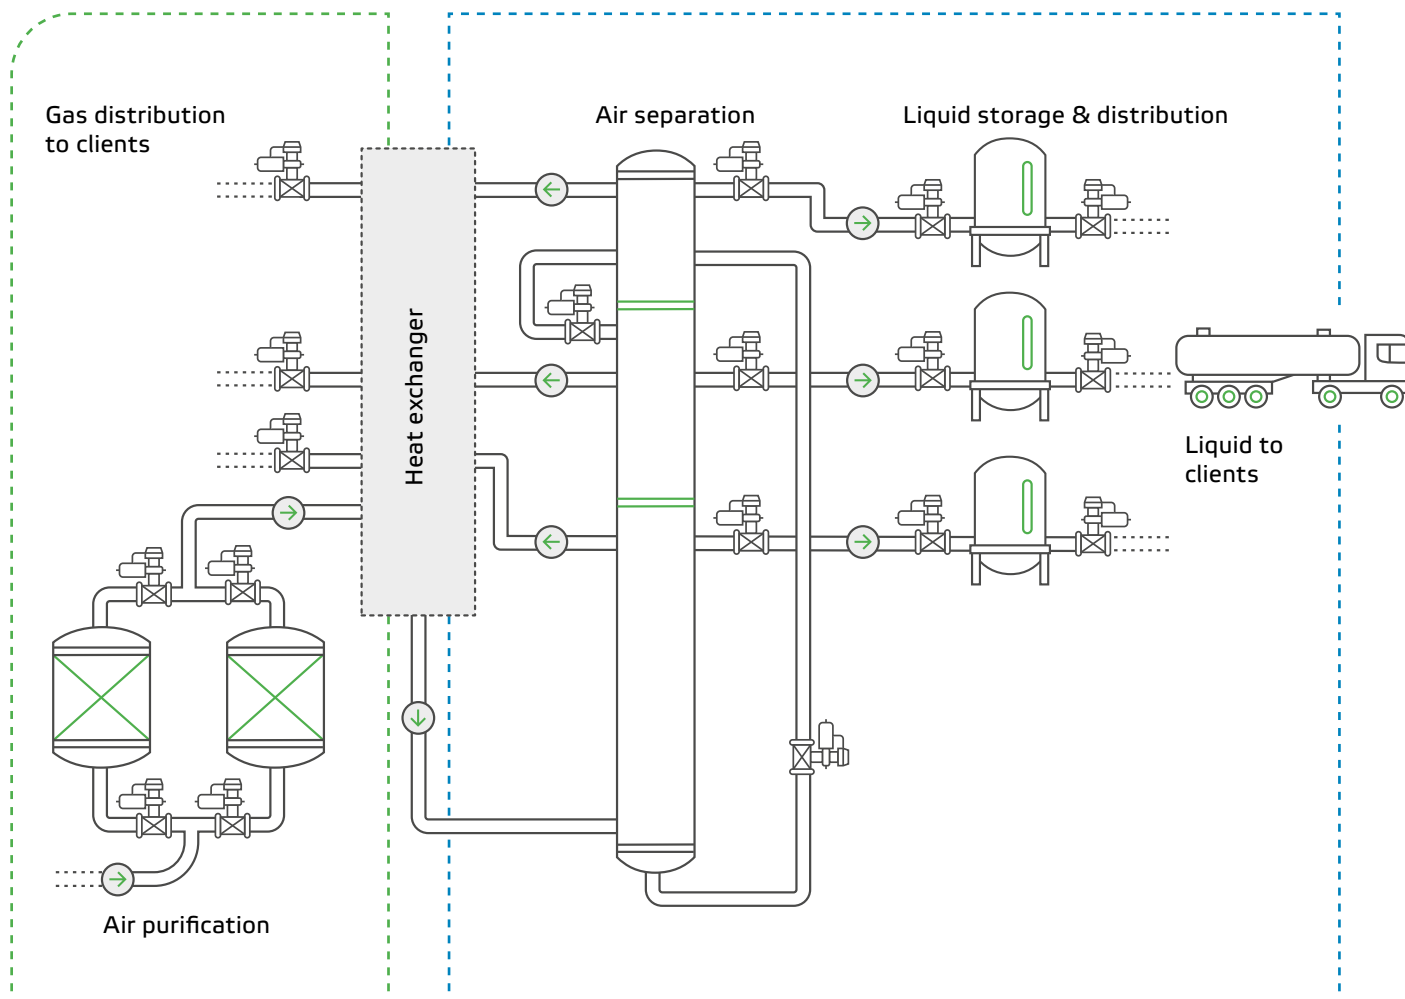 Gas distribution
to clients
Air separation
Liquid storage & distribution
Heat exchanger
Liquid to
clients
Air purification